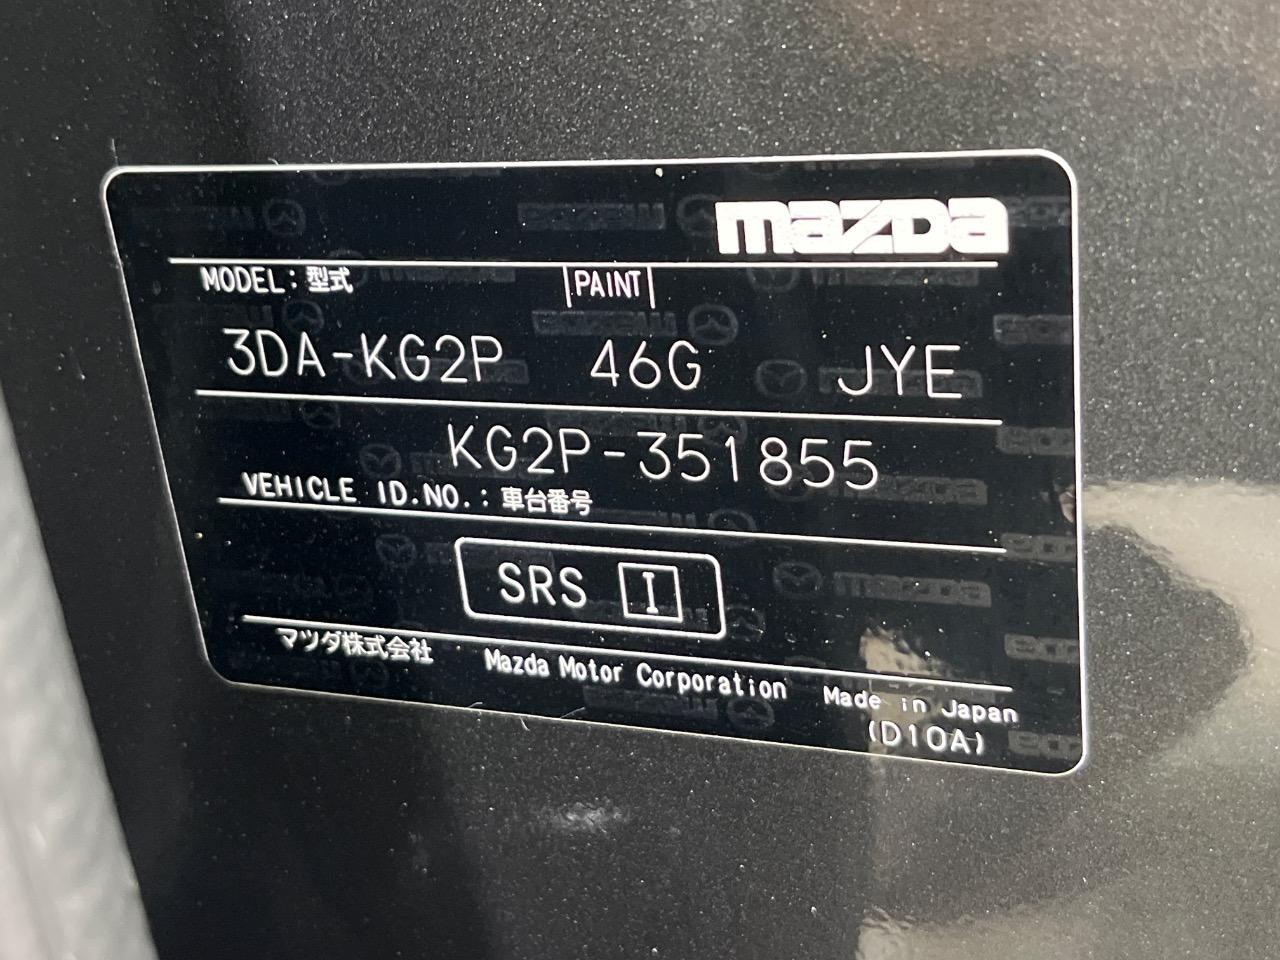 mazda
MODEL : 型式 |PAINT|
3DA-KG2P 46G JYE
KG2P-351855
VEHICLE ID.NO. : 車台番号
SRS I
マツダ株式会社 Mazda Motor Corporation Made in Japan
(D10A)